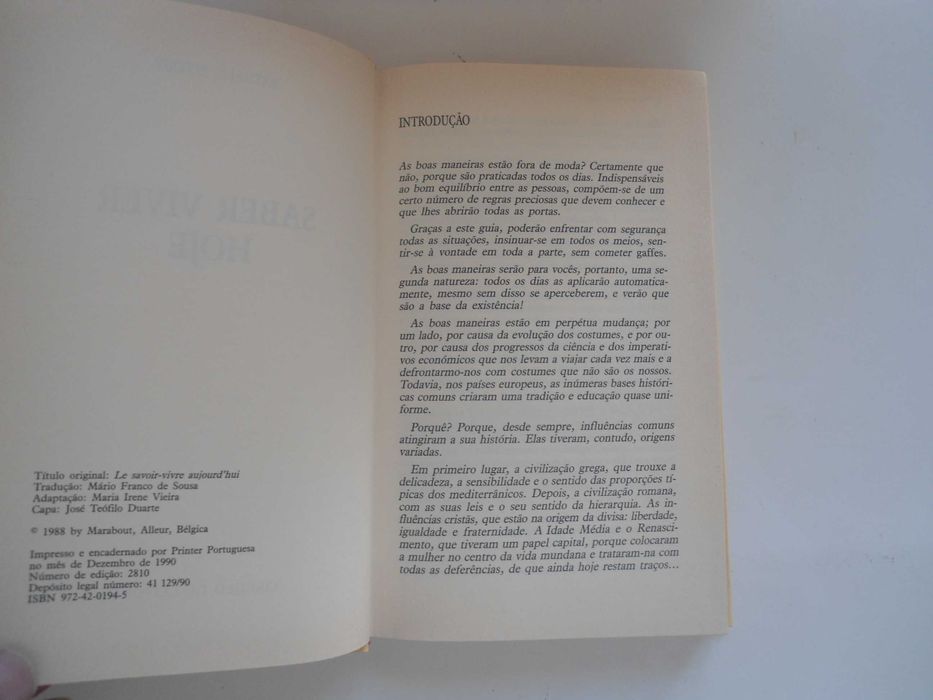 Título original: Le savoir-vivre aujourd'hui
Tradução: Mário Franco de Sousa
Adaptação: Maria Irene Vieira
Capa: José Teófilo Duarte
© 1988 by Marabout, Alleur, Bélgica
Impresso e encadernado por Printer Portuguesa
no mês de Dezembro de 1990
Número de edição: 2810
Depósito legal número: 41 129/90
ISBN 972-42-0194-5
INTRODUÇÃO
As boas maneiras estão fora de moda? Certamente que
não, porque são praticadas todos os dias. Indispensáveis
ao bom equilíbrio entre as pessoas, compõem-se de um
certo número de regras preciosas que devem conhecer e
que lhes abrirão todas as portas.
Graças a este guia, poderão enfrentar com segurança
todas as situações, insinuar-se em todos os meios, sen-
tir-se à vontade em toda a parte, sem cometer gaffes.
As boas maneiras serão para vocês, portanto, uma se-
gunda natureza: todos os dias as aplicarão automatica-
mente, mesmo sem disso se aperceberem, e verão que
são a base da existência!
As boas maneiras estão em perpétua mudança; por
um lado, por causa da evolução dos costumes, e por ou-
tro, por causa dos progressos da ciência e dos imperat-
ivos económicos que nos levam a viajar cada vez mais e a
defrontarmo-nos com costumes que não são os nossos.
Todavia, nos países europeus, as inúmeras bases históri-
cas comuns criaram uma tradição e educação quase uni-
forme.
Porquê? Porque, desde sempre, influências comuns
atingiram a sua história. Elas tiveram, contudo, origens
variadas.
Em primeiro lugar, a civilização grega, que trouxe a
delicadeza, a sensibilidade e o sentido das proporções tí-
picas dos mediterrânicos. Depois, a civilização romana,
com as suas leis e o seu sentido da hierarquia. As in-
fluências cristãs, que estão na origem da divisa: liberdade,
igualdade e fraternidade. A Idade Média e o Renasci-
mento, que tiveram um papel capital, porque colocaram
a mulher no centro da vida mundana e trataram-na com
todas as deferências, de que ainda hoje restam traços...
SABER VIVER
HOJE